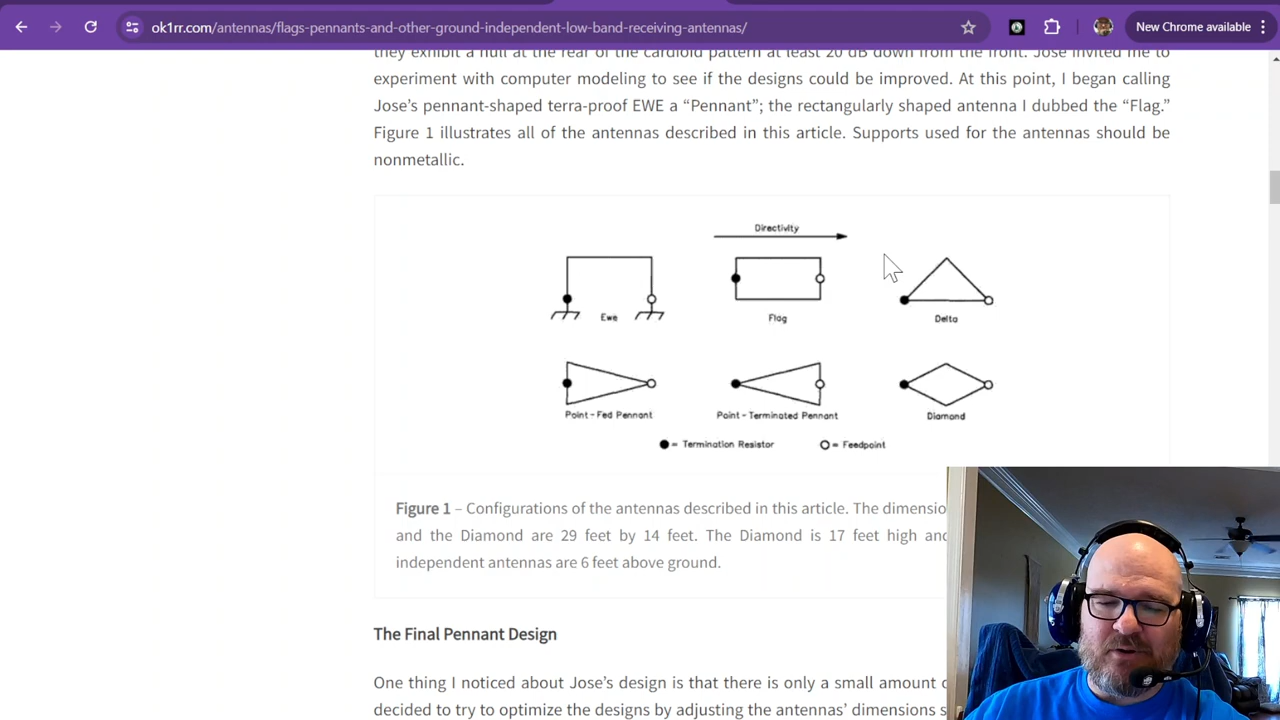 ok1rr.com/antennas/flags-pennants-and-other-ground-independent-low-band-receiving-antennas/
New Chrome available
they exhibit a null at the rear of the cardioid pattern at least 20 dB down from the front. Jose invited me to
experiment with computer modeling to see if the designs could be improved. At this point, I began calling
Jose’s pennant-shaped terra-proof EWE a “Pennant”; the rectangularly shaped antenna I dubbed the “Flag.”
Figure 1 illustrates all of the antennas described in this article. Supports used for the antennas should be
nonmetallic.
Directivity
Ewe
Flag
Delta
Point-Fed Pennant
Point-Terminated Pennant
Diamond
= Termination Resistor
= Feedpoint
Figure 1 – Configurations of the antennas described in this article. The dimensio
and the Diamond are 29 feet by 14 feet. The Diamond is 17 feet high and
independent antennas are 6 feet above ground.
The Final Pennant Design
One thing I noticed about Jose’s design is that there is only a small amount
decided to try to optimize the designs by adjusting the antennas’ dimensions s